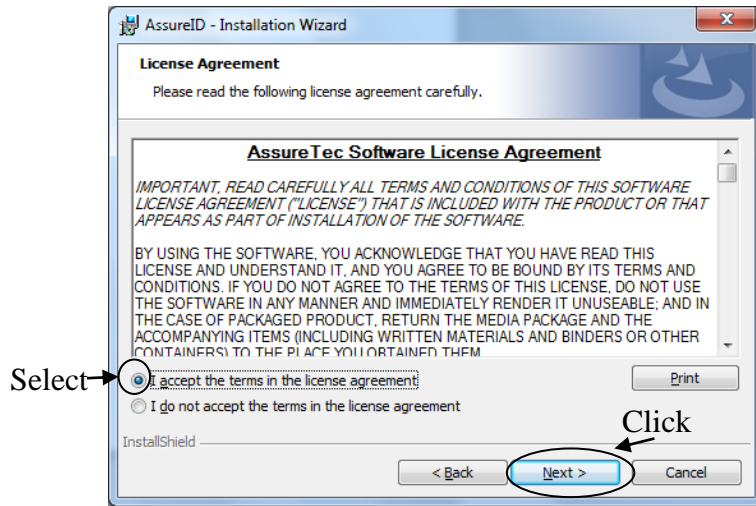 AssureID - Installation Wizard
License Agreement
Please read the following license agreement carefully.
AssureTec Software License Agreement
IMPORTANT, READ CAREFULLY ALL TERMS AND CONDITIONS OF THIS SOFTWARE
LICENSE AGREEMENT ("LICENSE") THAT IS INCLUDED WITH THE PRODUCT OR THAT
APPEARS AS PART OF INSTALLATION OF THE SOFTWARE.
BY USING THE SOFTWARE, YOU ACKNOWLEDGE THAT YOU HAVE READ THIS
LICENSE AND UNDERSTAND IT, AND YOU AGREE TO BE BOUND BY ITS TERMS AND
CONDITIONS. IF YOU DO NOT AGREE TO THE TERMS OF THIS LICENSE, DO NOT USE
THE SOFTWARE IN ANY MANNER AND IMMEDIATELY RENDER IT UNUSEABLE; AND IN
THE CASE OF PACKAGED PRODUCT, RETURN THE MEDIA PACKAGE AND THE
ACCOMPANYING ITEMS (INCLUDING WRITTEN MATERIALS AND BINDERS OR OTHER
CONTAINERS) TO THE PLACE YOU OBTAINED THEM
Select
I accept the terms in the license agreement
Print
I do not accept the terms in the license agreement
Click
InstallShield
< Back
Next >
Cancel